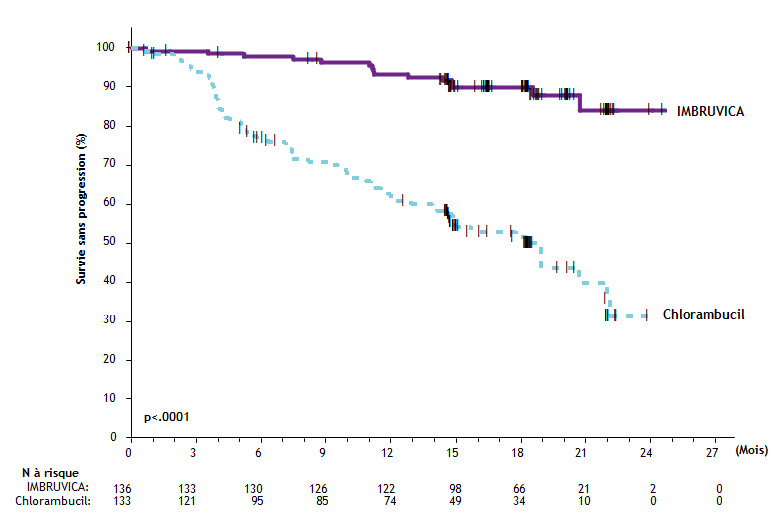 Survie sans progression (%)
100
90
80
70
60
50
40
30
20
10
0
IMBRUVICA
Chlorambucil
p<.0001
0 3 6 9 12 15 18 21 24 27 (Mois)
N à risque
IMBRUVICA: 136 133 130 126 122 98 66 21 2 0
Chlorambucil: 133 121 95 85 74 49 34 10 0 0